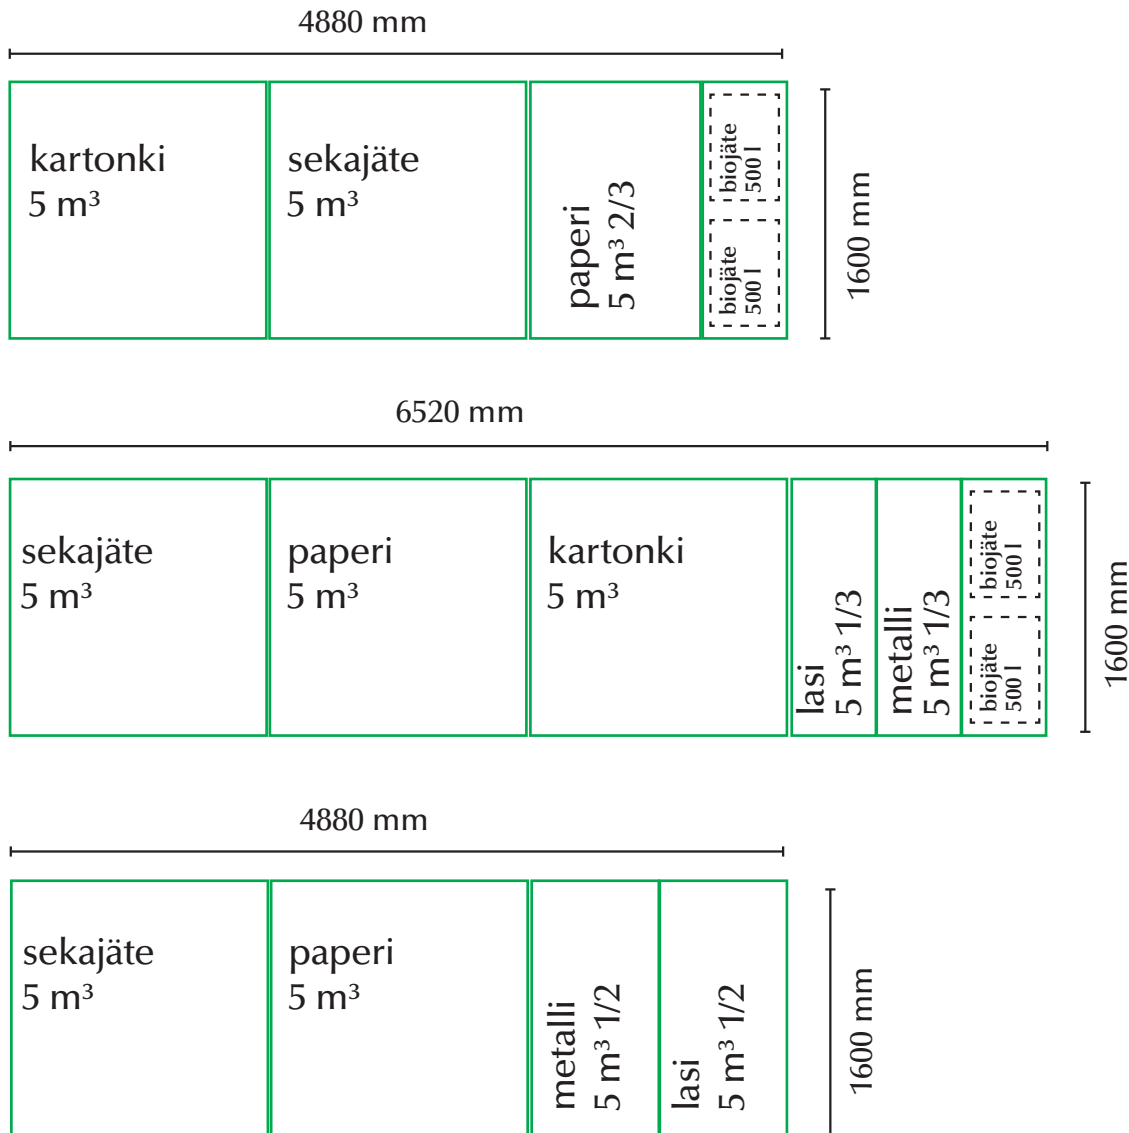 4880 mm
kartonki
5 m³
sekajäte
5 m³
paperi
5 m³ 2/3
biojäte
500 l
biojäte
500 l
1600 mm
6520 mm
sekajäte
5 m³
paperi
5 m³
kartonki
5 m³
lasi
5 m³ 1/3
metalli
5 m³ 1/3
biojäte
500 l
biojäte
500 l
1600 mm
4880 mm
sekajäte
5 m³
paperi
5 m³
metalli
5 m³ 1/2
lasi
5 m³ 1/2
1600 mm